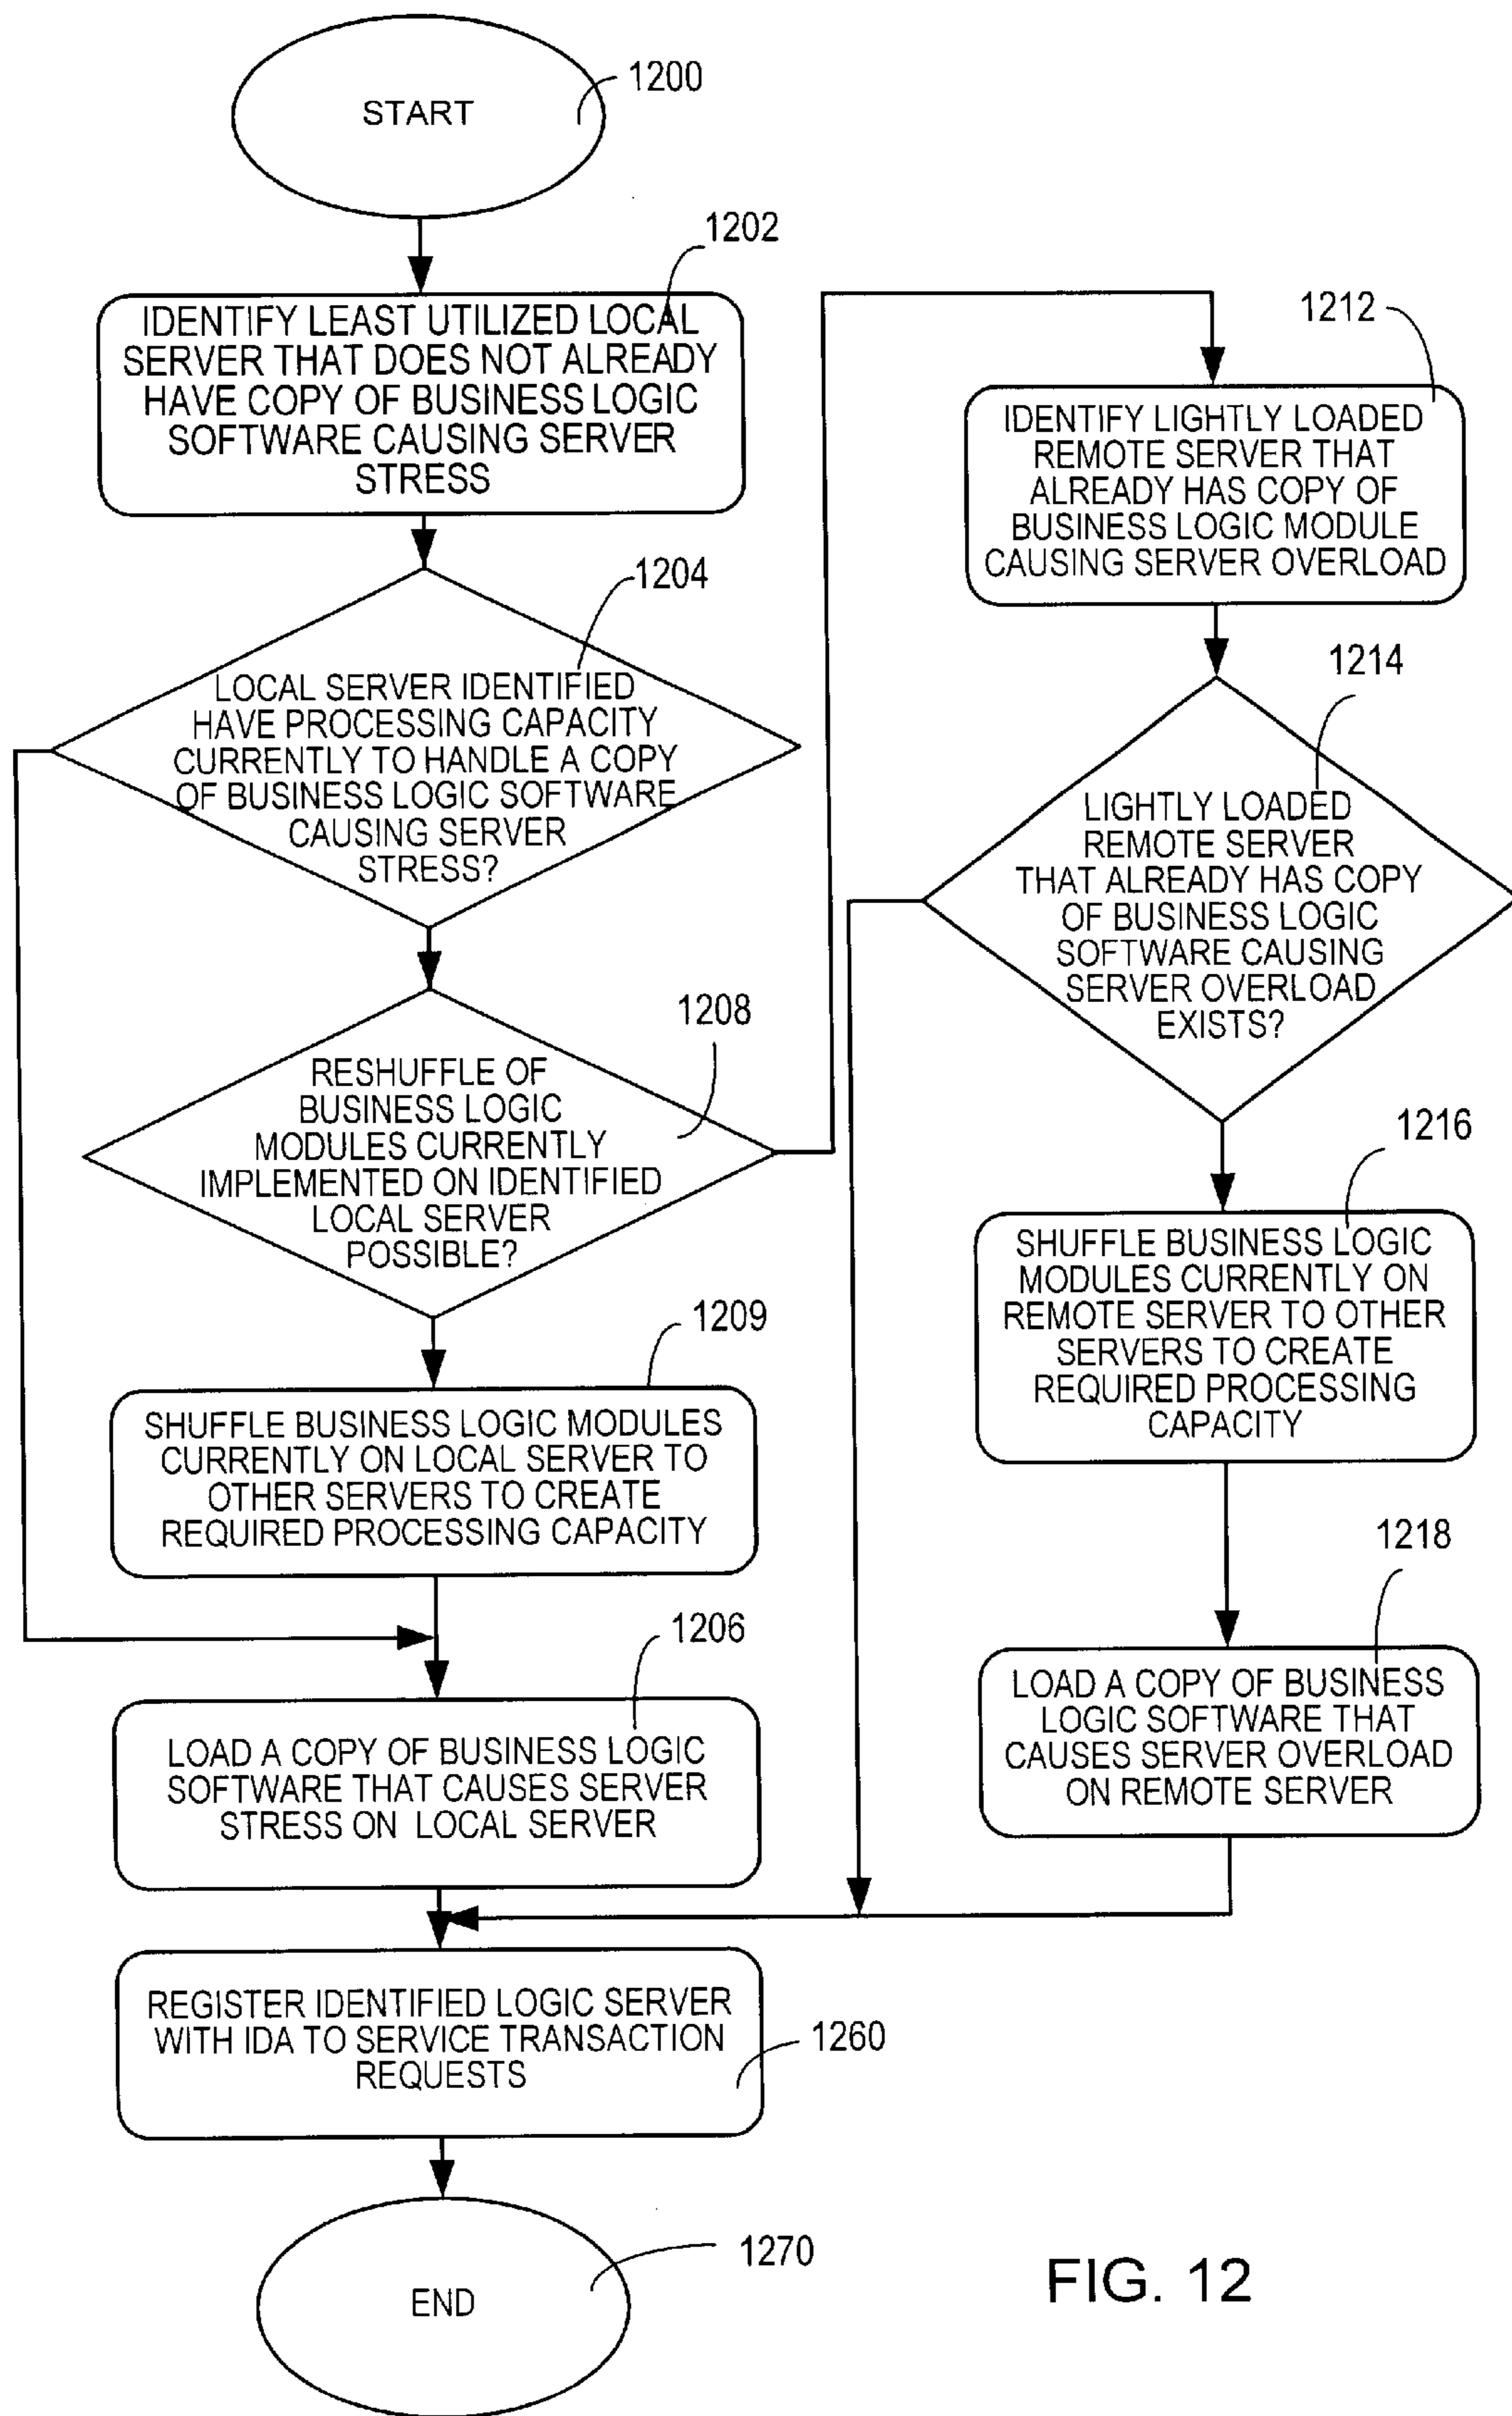 START
1200
1202
IDENTIFY LEAST UTILIZED LOCAL
SERVER THAT DOES NOT ALREADY
HAVE COPY OF BUSINESS LOGIC
SOFTWARE CAUSING SERVER
STRESS
1204
LOCAL SERVER IDENTIFIED
HAVE PROCESSING CAPACITY
CURRENTLY TO HANDLE A COPY
OF BUSINESS LOGIC SOFTWARE
CAUSING SERVER
STRESS?
1208
RESHUFFLE OF
BUSINESS LOGIC
MODULES CURRENTLY
IMPLEMENTED ON IDENTIFIED
LOCAL SERVER
POSSIBLE?
1209
SHUFFLE BUSINESS LOGIC MODULES
CURRENTLY ON LOCAL SERVER TO
OTHER SERVERS TO CREATE
REQUIRED PROCESSING CAPACITY
1206
LOAD A COPY OF BUSINESS LOGIC
SOFTWARE THAT CAUSES SERVER
STRESS ON LOCAL SERVER
1212
IDENTIFY LIGHTLY LOADED
REMOTE SERVER THAT
ALREADY HAS COPY OF
BUSINESS LOGIC MODULE
CAUSING SERVER OVERLOAD
1214
LIGHTLY LOADED
REMOTE SERVER
THAT ALREADY HAS COPY
OF BUSINESS LOGIC
SOFTWARE CAUSING
SERVER OVERLOAD
EXISTS?
1216
SHUFFLE BUSINESS LOGIC
MODULES CURRENTLY ON
REMOTE SERVER TO OTHER
SERVERS TO CREATE
REQUIRED PROCESSING
CAPACITY
1218
LOAD A COPY OF BUSINESS
LOGIC SOFTWARE THAT
CAUSES SERVER OVERLOAD
ON REMOTE SERVER
REGISTER IDENTIFIED LOGIC SERVER
WITH IDA TO SERVICE TRANSACTION
REQUESTS
1260
END
1270
FIG. 12